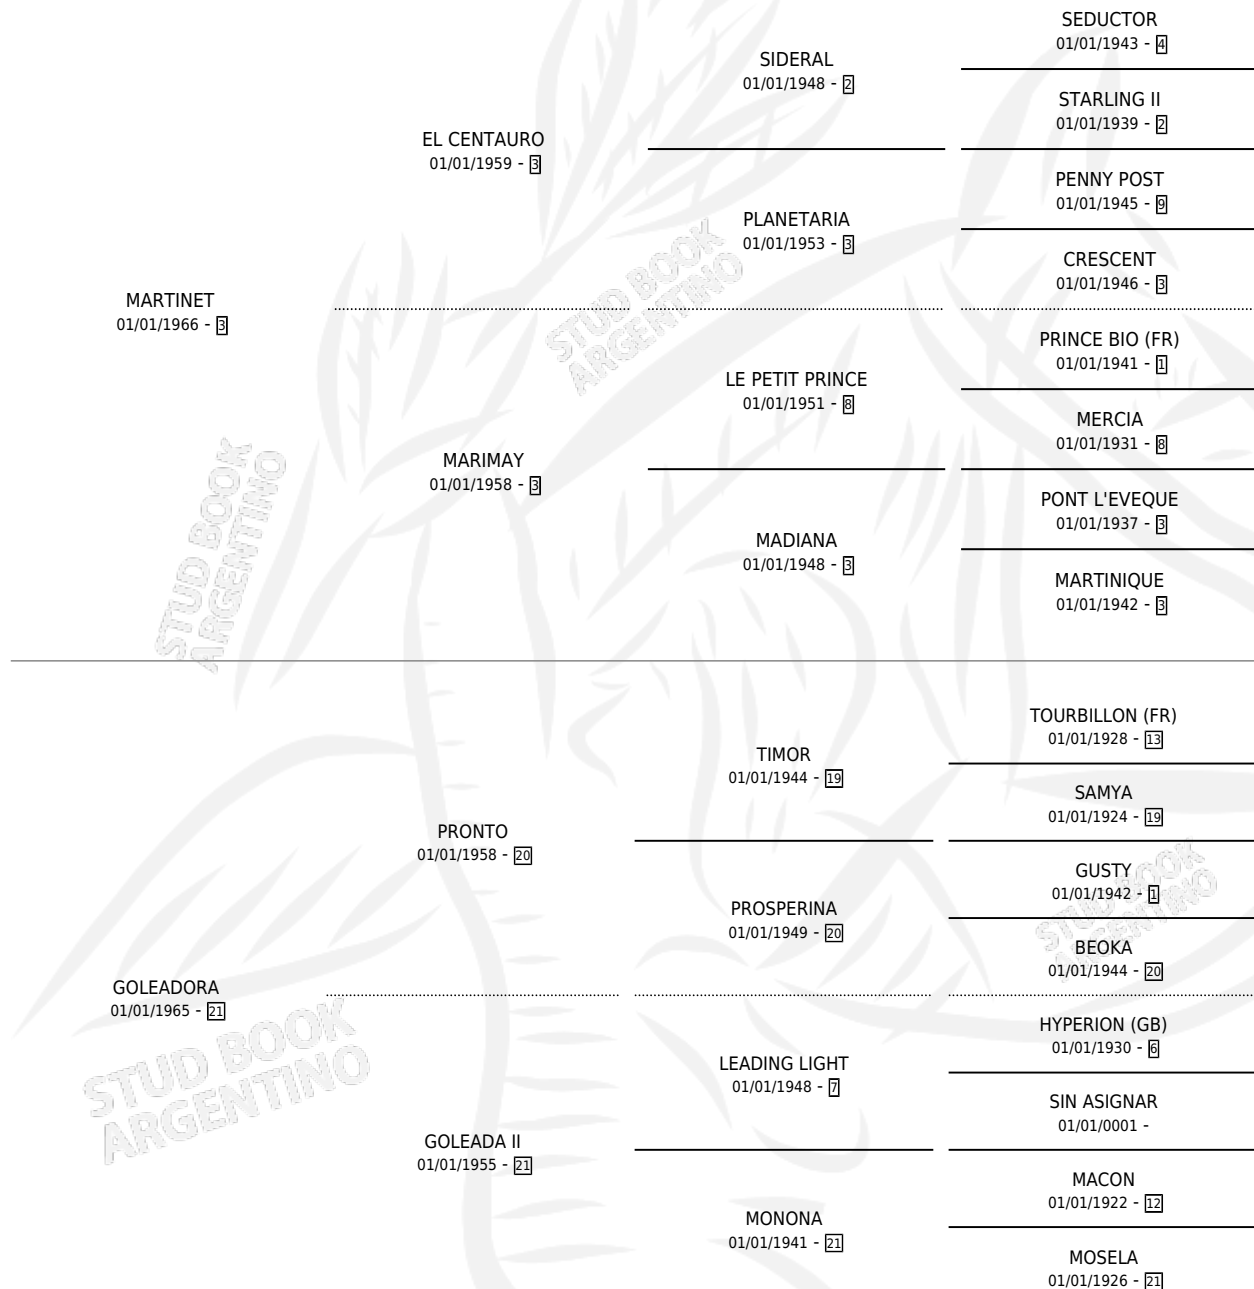 SEDUCTOR
01/01/1943 - 4
SIDERAL
01/01/1948 - 2
STARLING II
01/01/1939 - 2
EL CENTAURO
01/01/1959 - 3
PENNY POST
01/01/1945 - 9
PLANETARIA
01/01/1953 - 3
CRESCENT
01/01/1946 - 3
MARTINET
01/01/1966 - 3
PRINCE BIO (FR)
01/01/1941 - 1
LE PETIT PRINCE
01/01/1951 - 8
MERCIA
01/01/1931 - 8
MARIMAY
01/01/1958 - 3
PONT L'EVEQUE
01/01/1937 - 3
MADIANA
01/01/1948 - 3
MARTINIQUE
01/01/1942 - 3
STUD BOOK
ARGENTINO
STUD BOOK
ARGENTINO
TOURBILLON (FR)
01/01/1928 - 13
TIMOR
01/01/1944 - 19
SAMYA
01/01/1924 - 19
PRONTO
01/01/1958 - 20
GUSTY
01/01/1942 - 1
PROSPERINA
01/01/1949 - 20
BEOKA
01/01/1944 - 20
GOLEADORA
01/01/1965 - 21
HYPERION (GB)
01/01/1930 - 6
LEADING LIGHT
01/01/1948 - 7
SIN ASIGNAR
01/01/0001 -
GOLEADA II
01/01/1955 - 21
MACON
01/01/1922 - 12
MONONA
01/01/1941 - 21
MOSELA
01/01/1926 - 21
STUD BOOK
ARGENTINO
STUD BOOK
ARGENTINO